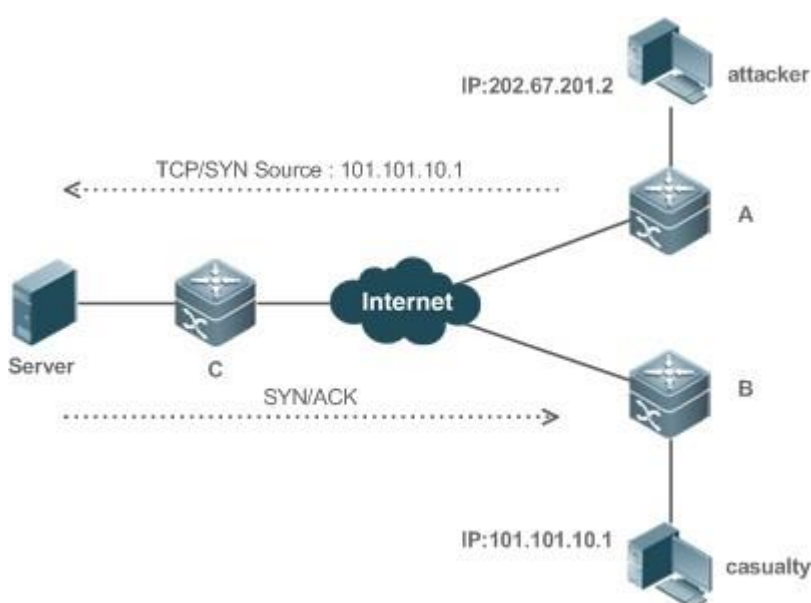 attacker
IP:202.67.201.2
TCP/SYN Source : 101.101.10.1
A
Internet
Server
C
B
SYN/ACK
IP:101.101.10.1
casualty